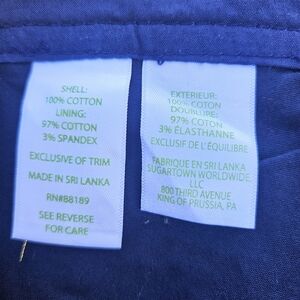 SHELL:
100% COTTON
LINING:
97% COTTON
3% SPANDEX
EXCLUSIVE OF TRIM
MADE IN SRI LANKA
RN#88189
SEE REVERSE
FOR CARE
EXTERIEUR:
100% COTON
DOUBLURE:
97% COTON
3% ÉLASTHANNE
EXCLUSIF DE L'ÉQUILIBRE
FABRIQUE EN SRI LANKA
SUGARTOWN WORLDWIDE
LLC
800 THIRD AVENUE
KING OF PRUSSIA, PA